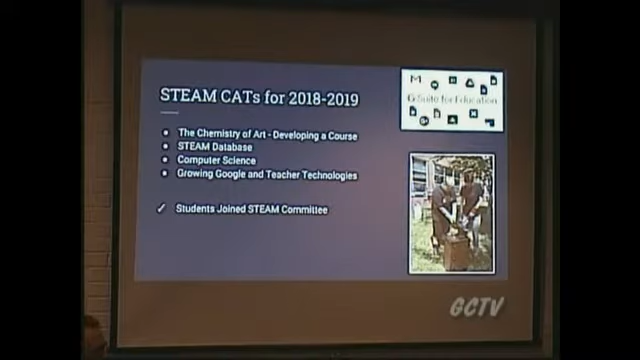 STEAM CATs for 2018-2019
The Chemistry of Art - Developing a Course
STEAM Database
Computer Science
Growing Google and Teacher Technologies
✓ Students Joined STEAM Committee
G Suite for Education
GCTV